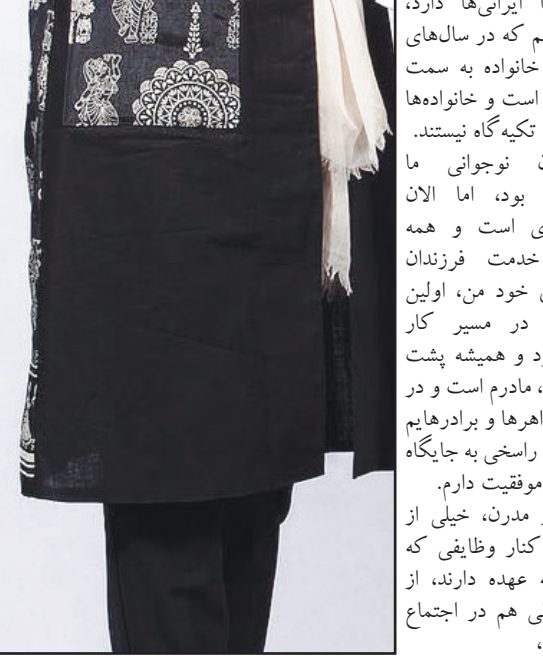 ایرانی‌ها دارد،
که در سال‌های
خانواده به سمت
است و خانواده‌ها
تکیه گاه نیستند.
نوجوانی ما
بود، اما الان
است و همه
خدمت فرزندان
خود من، اولین
در مسیر کار
و همیشه پشت
، مادرم است و در
و برادرهایم
راسخی به جایگاه
موفقیت دارم.
مدرن، خیلی از
کنار وظایفی که
عهده دارند، از
هم در اجتماع
،